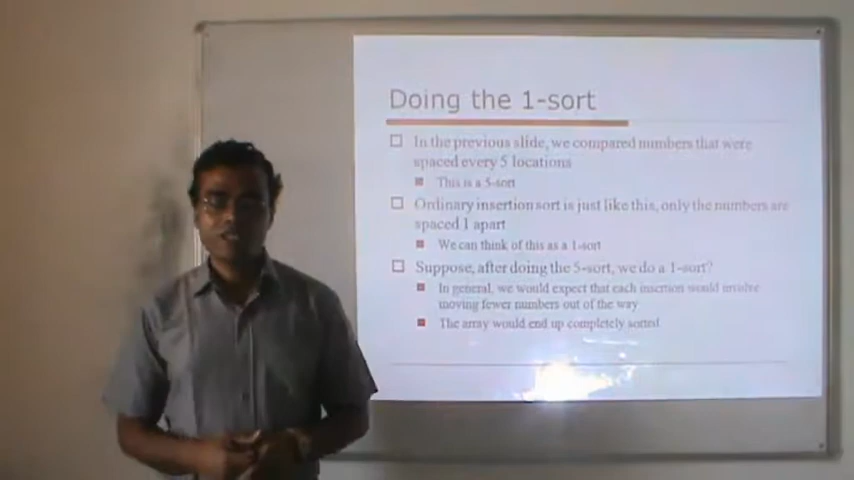 Doing the 1-sort
In the previous slide, we compared numbers that were
spaced every 5 locations
This is a 5-sort
Ordinary insertion sort is just like this, only the numbers are
spaced 1 apart
We can think of this as a 1-sort
Suppose, after doing the 5-sort, we do a 1-sort?
In general, we would expect that each insertion would involve
moving fewer numbers out of the way
The array would end up completely sorted